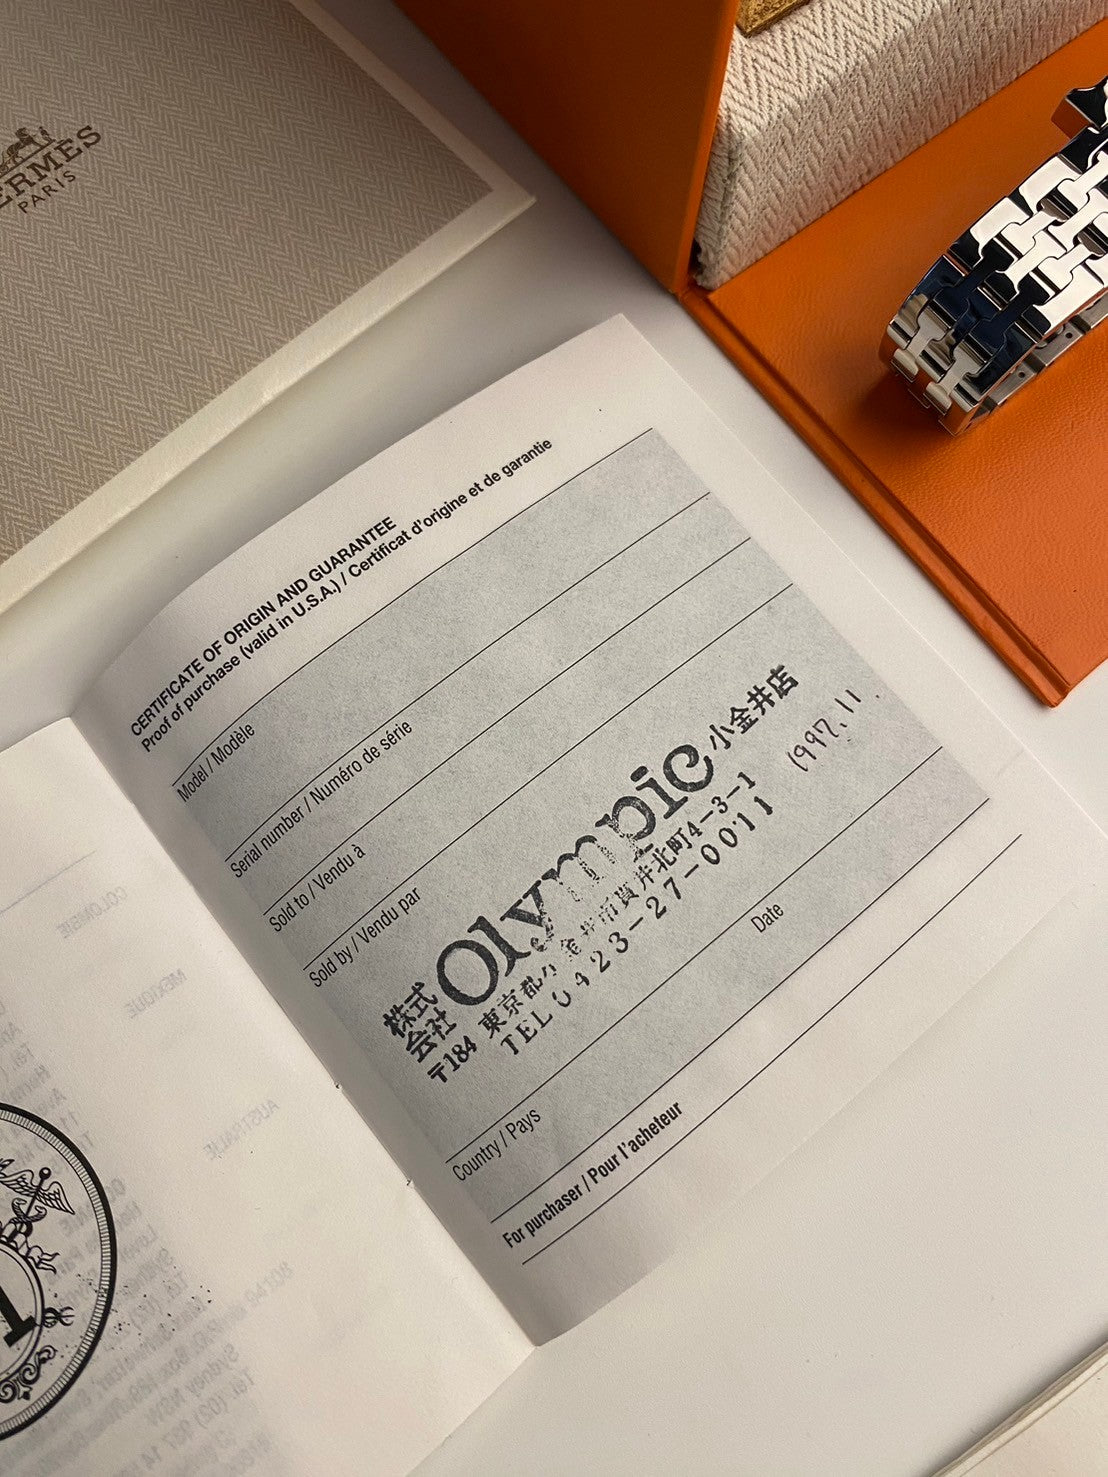 HERMES
PARIS
CERTIFICATE OF ORIGIN AND GUARANTEE
Proof of purchase (valid in U.S.A.) / Certificat d'origine et de garantie
Model / Modèle
Serial number / Numéro de série
Sold to / Vendu à
Sold by / Vendu par
株式会社 Olympic 小金井店
〒184 東京都小金井市貫井北町4-3-1
TEL 0423-27-0011
1997.11.
Country / Pays
Date
For purchaser / Pour l'acheteur